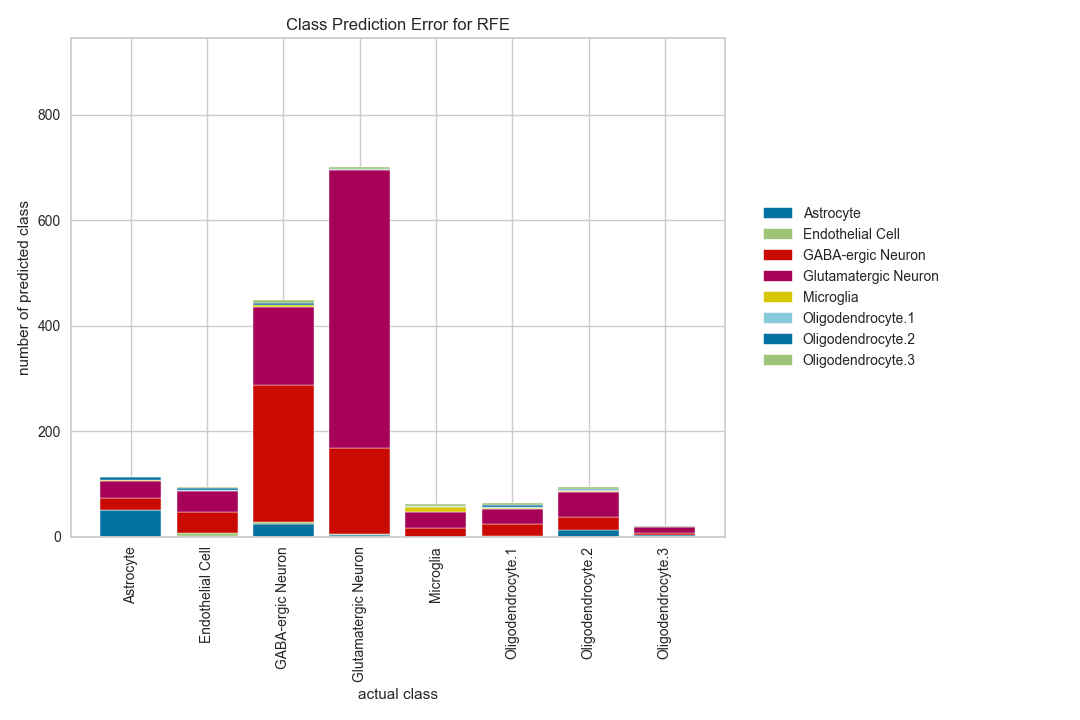 Class Prediction Error for RFE
number of predicted class
800
600
400
200
0
Astrocyte
Endothelial Cell
GABA-ergic Neuron
Glutamatergic Neuron
Microglia
Oligodendrocyte.1
Oligodendrocyte.2
Oligodendrocyte.3
actual class
Astrocyte
Endothelial Cell
GABA-ergic Neuron
Glutamatergic Neuron
Microglia
Oligodendrocyte.1
Oligodendrocyte.2
Oligodendrocyte.3